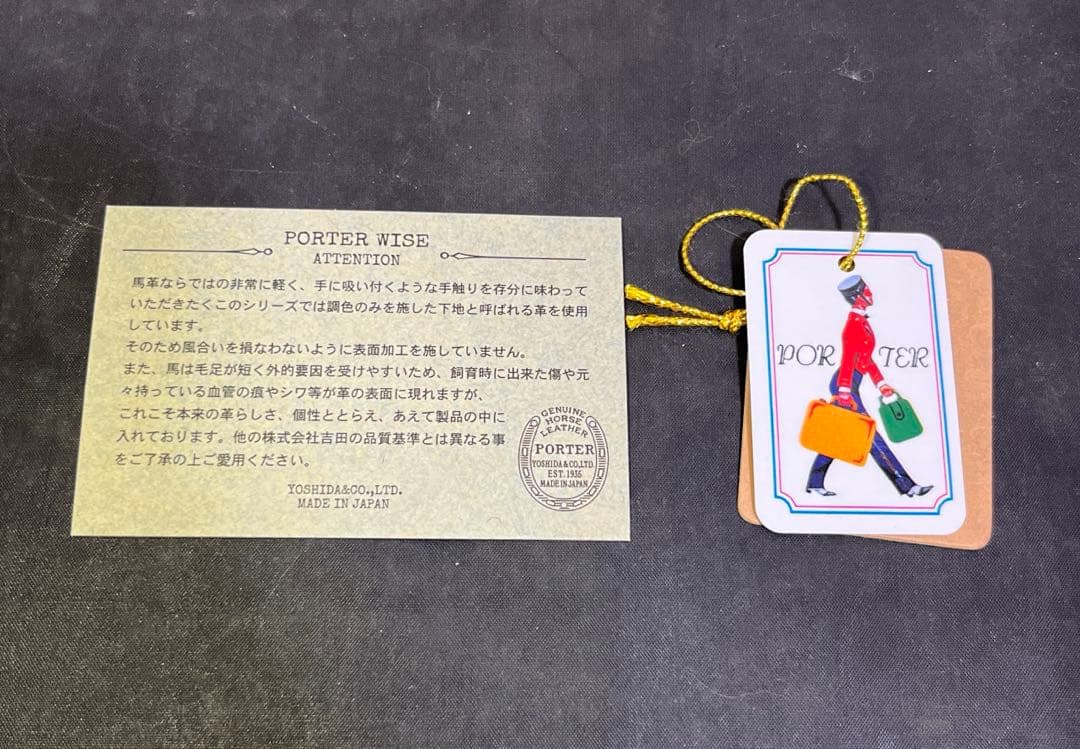 PORTER WISE
ATTENTION
馬革ならではの非常に軽く、手に吸い付くような手触りを存分に味わって
いただきたくこのシリーズでは調色のみを施した下地と呼ばれる革を使用
しています。
そのため風合いを損なわないように表面加工を施していません。
また、馬は毛足が短く外的要因を受けやすいため、飼育時に出来た傷や元
々持っている血管の痕やシワ等が革の表面に現れますが、
これこそ本来の革らしさ、個性ととらえ、あえて製品の中に
入れております。他の株式会社吉田の品質基準とは異なる事
をご了承の上ご愛用ください。
YOSHIDA&CO.,LTD.
MADE IN JAPAN
GENUINE
HORSE
LEATHER
PORTER
YOSHIDA & CO.,LTD.
EST. 1935
MADE IN JAPAN
PORTER